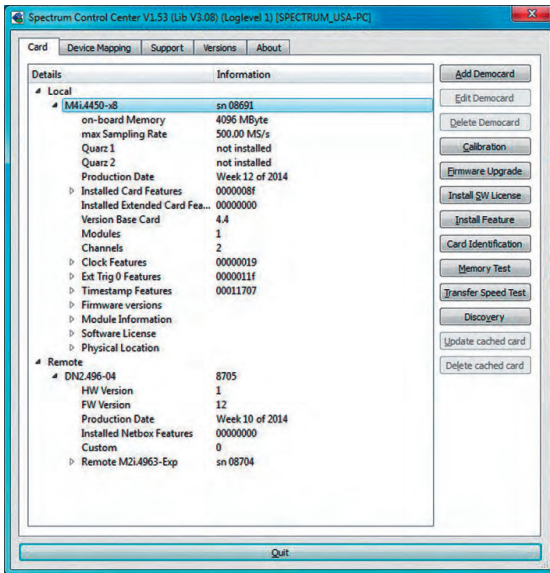 Spectrum Control Center V1.53 (Lib V3.08) (Loglevel 1) [SPECTRUM_USA-PC]
Card Device Mapping Support Versions About
Details Information
Local
M4i.4450-x8 sn 08691
on-board Memory 4096 MByte
max Sampling Rate 500.00 MS/s
Quarz 1 not installed
Quarz 2 not installed
Production Date Week 12 of 2014
Installed Card Features 0000008f
Installed Extended Card Fea... 00000000
Version Base Card 4.4
Modules 1
Channels 2
Clock Features 00000019
Ext Trig 0 Features 0000011f
Timestamp Features 00011707
Firmware versions
Module Information
Software License
Physical Location
Remote
DN2.496-04 8705
HW Version 1
FW Version 12
Production Date Week 10 of 2014
Installed Netbox Features 00000000
Custom 0
Remote M2i.4963-Exp sn 08704
Add Democard
Edit Democard
Delete Democard
Calibration
Firmware Upgrade
Install SW License
Install Feature
Card Identification
Memory Test
Transfer Speed Test
Discovery
Update cached card
Delete cached card
Quit